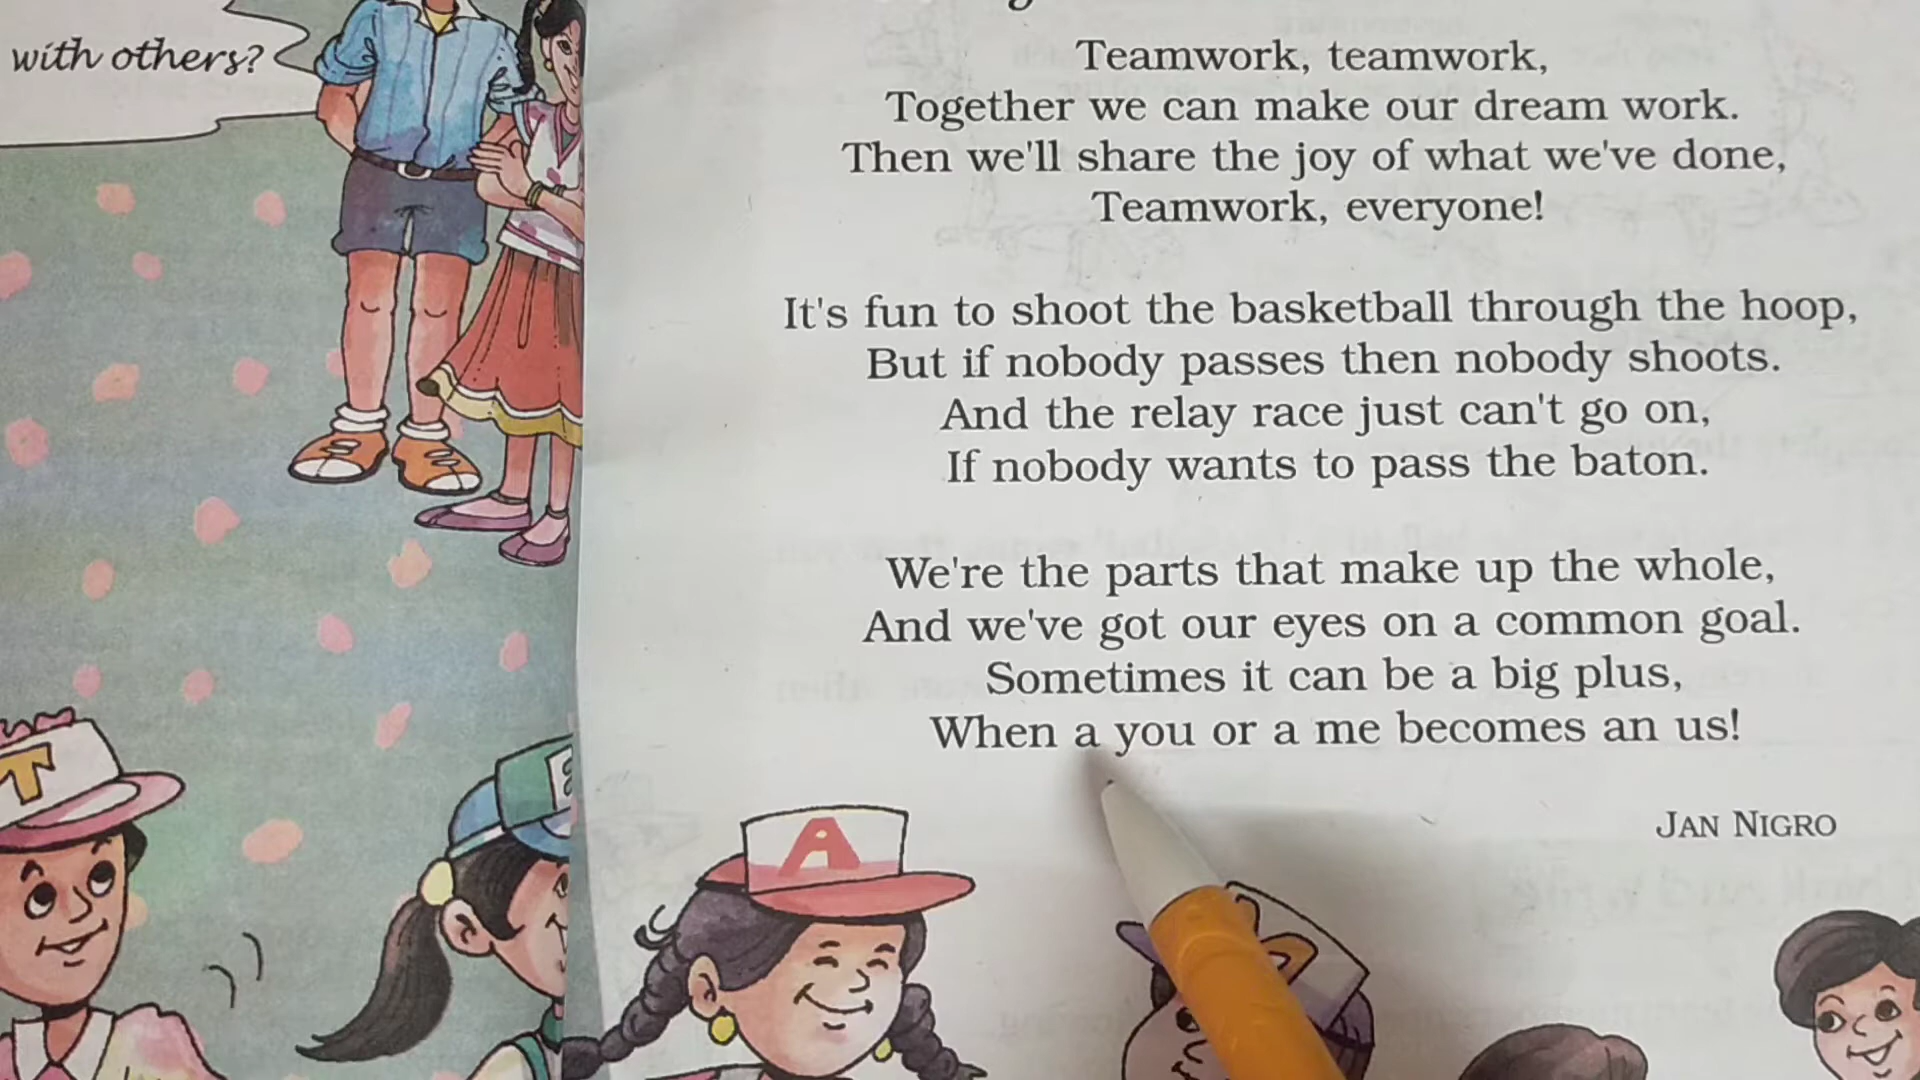 with others?
Teamwork, teamwork,
Together we can make our dream work.
Then we'll share the joy of what we've done,
Teamwork, everyone!
It's fun to shoot the basketball through the hoop,
But if nobody passes then nobody shoots.
And the relay race just can't go on,
If nobody wants to pass the baton.
We're the parts that make up the whole,
And we've got our eyes on a common goal.
Sometimes it can be a big plus,
When a you or a me becomes an us!
JAN NIGRO
T
A